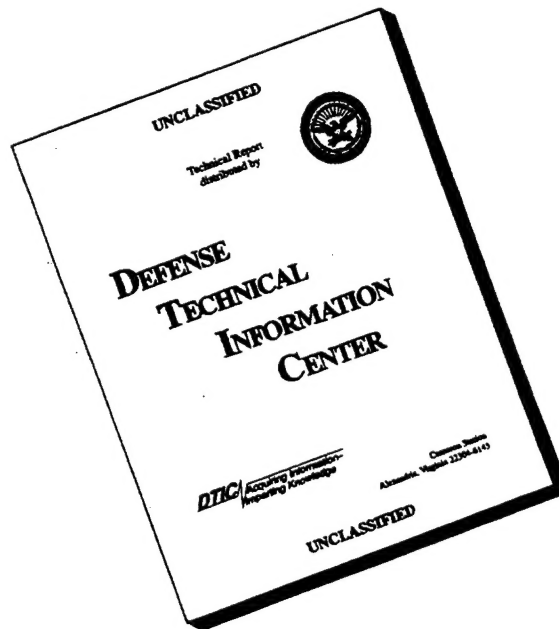 UNCLASSIFIED
Technical Report
distributed by
DEFENSE
TECHNICAL
INFORMATION
CENTER
DTIC
Acquiring Information—
Imparting Knowledge
Cameron Station
Alexandria, Virginia 22304-6145
UNCLASSIFIED